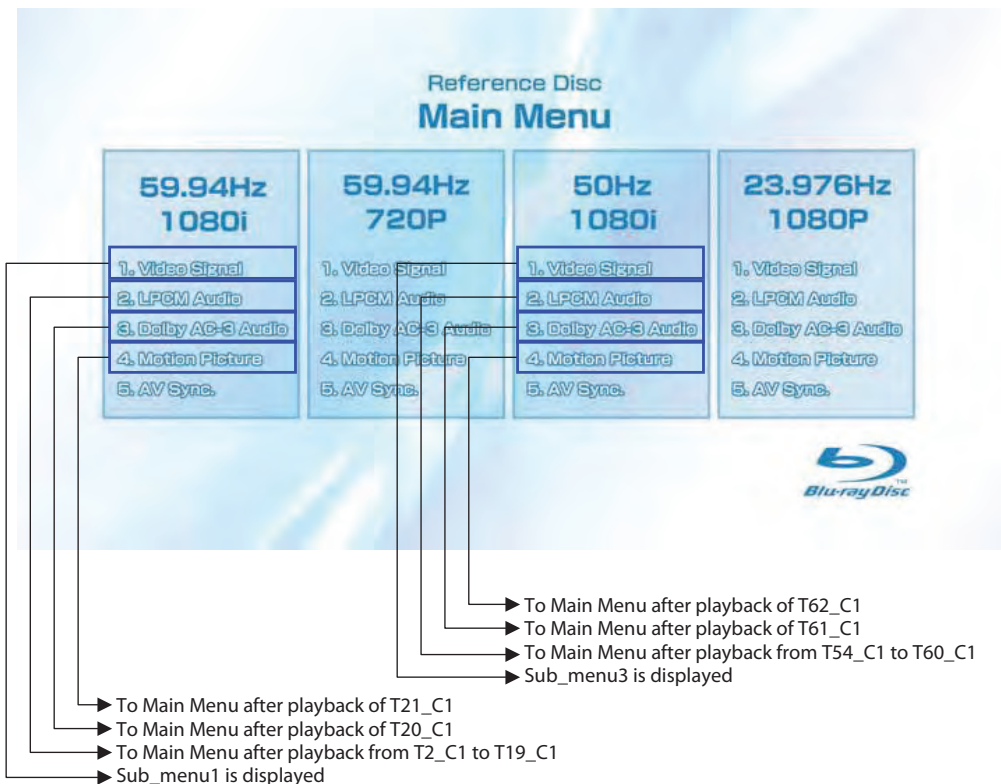 Reference Disc
Main Menu
59.94Hz
1080i
1. Video Signal
2. LPCM Audio
3. Dolby AC-3 Audio
4. Motion Picture
5. AV Sync.
59.94Hz
720P
1. Video Signal
2. LPCM Audio
3. Dolby AC-3 Audio
4. Motion Picture
5. AV Sync.
50Hz
1080i
1. Video Signal
2. LPCM Audio
3. Dolby AC-3 Audio
4. Motion Picture
5. AV Sync.
23.976Hz
1080P
1. Video Signal
2. LPCM Audio
3. Dolby AC-3 Audio
4. Motion Picture
5. AV Sync.
Blu-ray Disc™
To Main Menu after playback of T62_C1
To Main Menu after playback of T61_C1
To Main Menu after playback from T54_C1 to T60_C1
Sub_menu3 is displayed
To Main Menu after playback of T21_C1
To Main Menu after playback of T20_C1
To Main Menu after playback from T2_C1 to T19_C1
Sub_menu1 is displayed